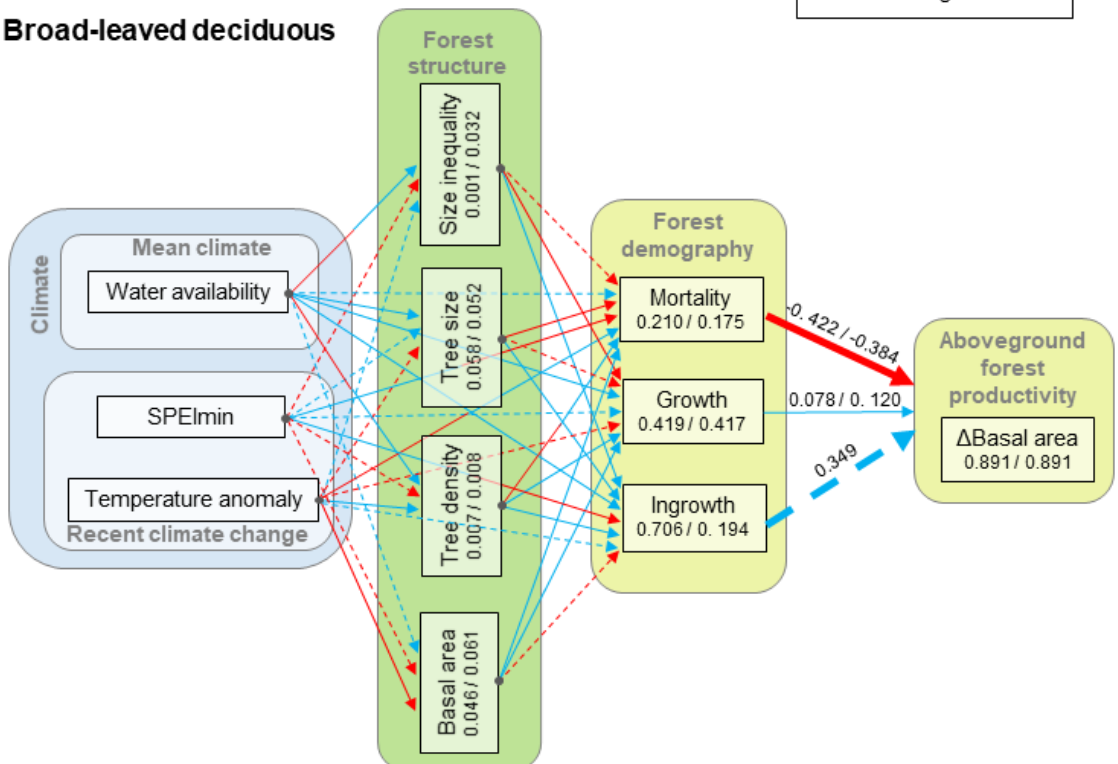 Broad-leaved deciduous
Forest
structure
Size inequality
0.001 / 0.032
Tree size
0.058 / 0.052
Tree density
0.007 / 0.008
Basal area
0.046 / 0.061
Climate
Mean climate
Water availability
SPEImin
Temperature anomaly
Recent climate change
Forest
demography
Mortality
0.210 / 0.175
Growth
0.419 / 0.417
Ingrowth
0.706 / 0. 194
-0. 422 / -0.384
0.078 / 0. 120
0.349
Aboveground
forest
productivity
ΔBasal area
0.891 / 0.891